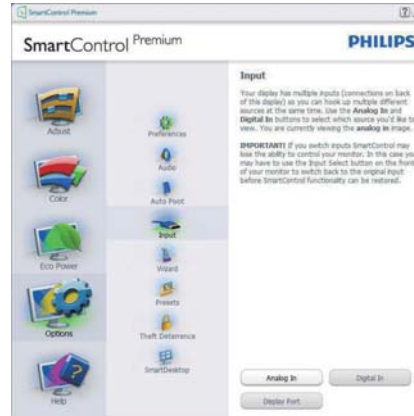 SmartControl Premium
?
SmartControl Premium
PHILIPS
Adjust
Color
Eco Power
Options
Help
Preferences
Audio
Auto Pivot
Input
Wizard
Presets
Theft Deterrence
SmartDesktop
Input
Your display has multiple inputs (connections on back
of this display) so you can hook up multiple different
sources at the same time. Use the Analog In and
Digital In buttons to select which source you'd like to
view. You are currently viewing the analog in image.
IMPORTANT! If you switch inputs SmartControl may
lose the ability to control your monitor. In this case you
may have to use the Input Select button on the front
of your monitor to switch back to the original input
before SmartControl functionality can be restored.
Analog In
Digital In
Display Port